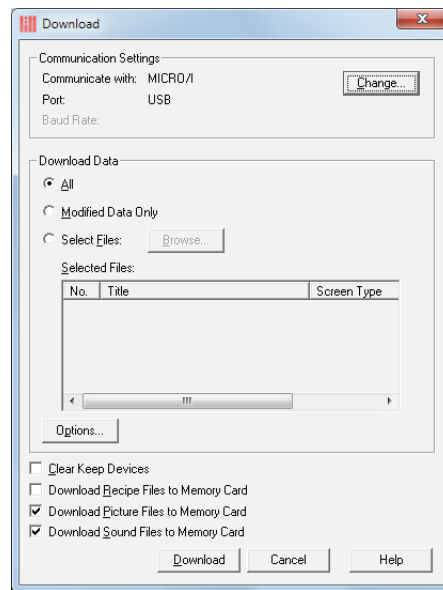 Download
Communication Settings
Communicate with: MICRO/I
Change...
Port: USB
Baud Rate:
Download Data
All
Modified Data Only
Select Files: Browse...
Selected Files:
No. Title Screen Type
Options...
Clear Keep Devices
Download Recipe Files to Memory Card
Download Picture Files to Memory Card
Download Sound Files to Memory Card
Download Cancel Help